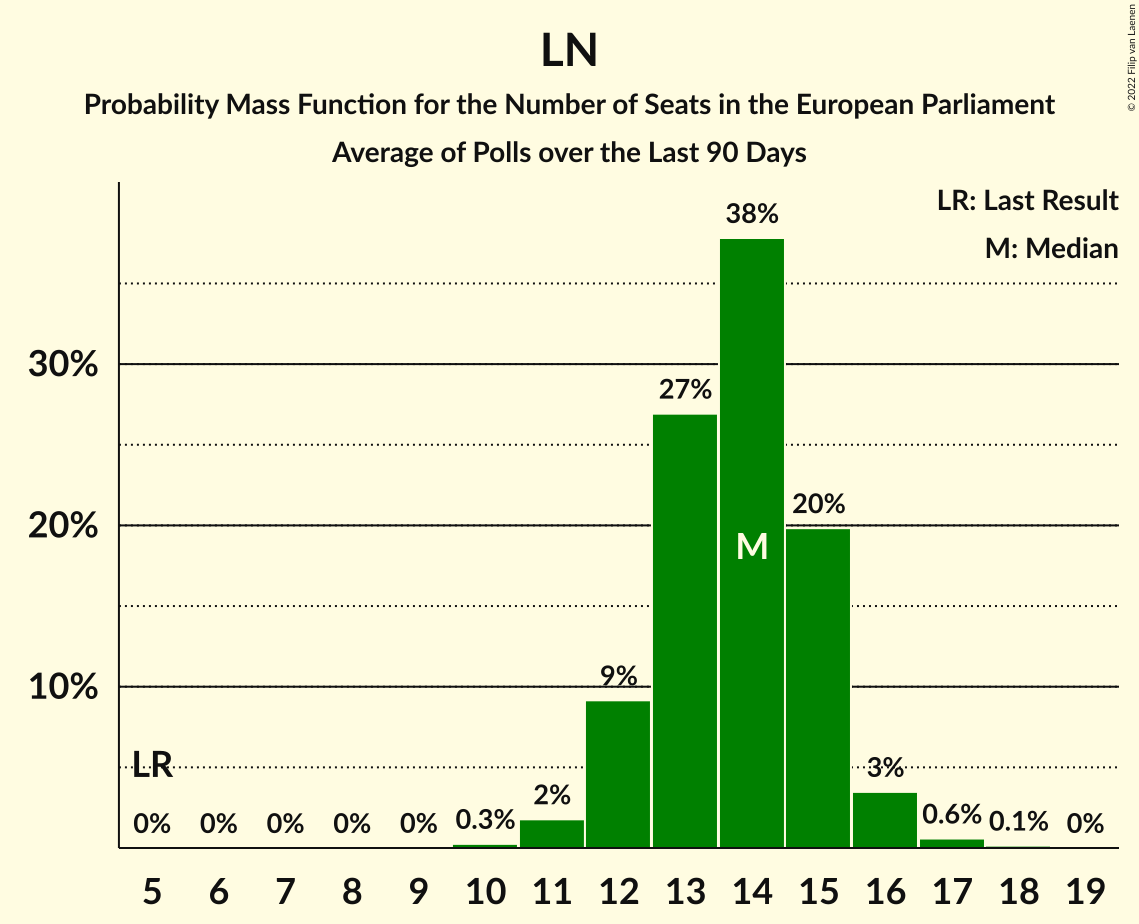 LN
Probability Mass Function for the Number of Seats in the European Parliament
Average of Polls over the Last 90 Days
© 2022 Filip van Laenen
LR: Last Result
M: Median
38%
30%
27%
20%
20%
M
10%
9%
LR
3%
2%
0% 0% 0% 0% 0% 0.3% 0.6% 0.1% 0%
5 6 7 8 9 10 11 12 13 14 15 16 17 18 19